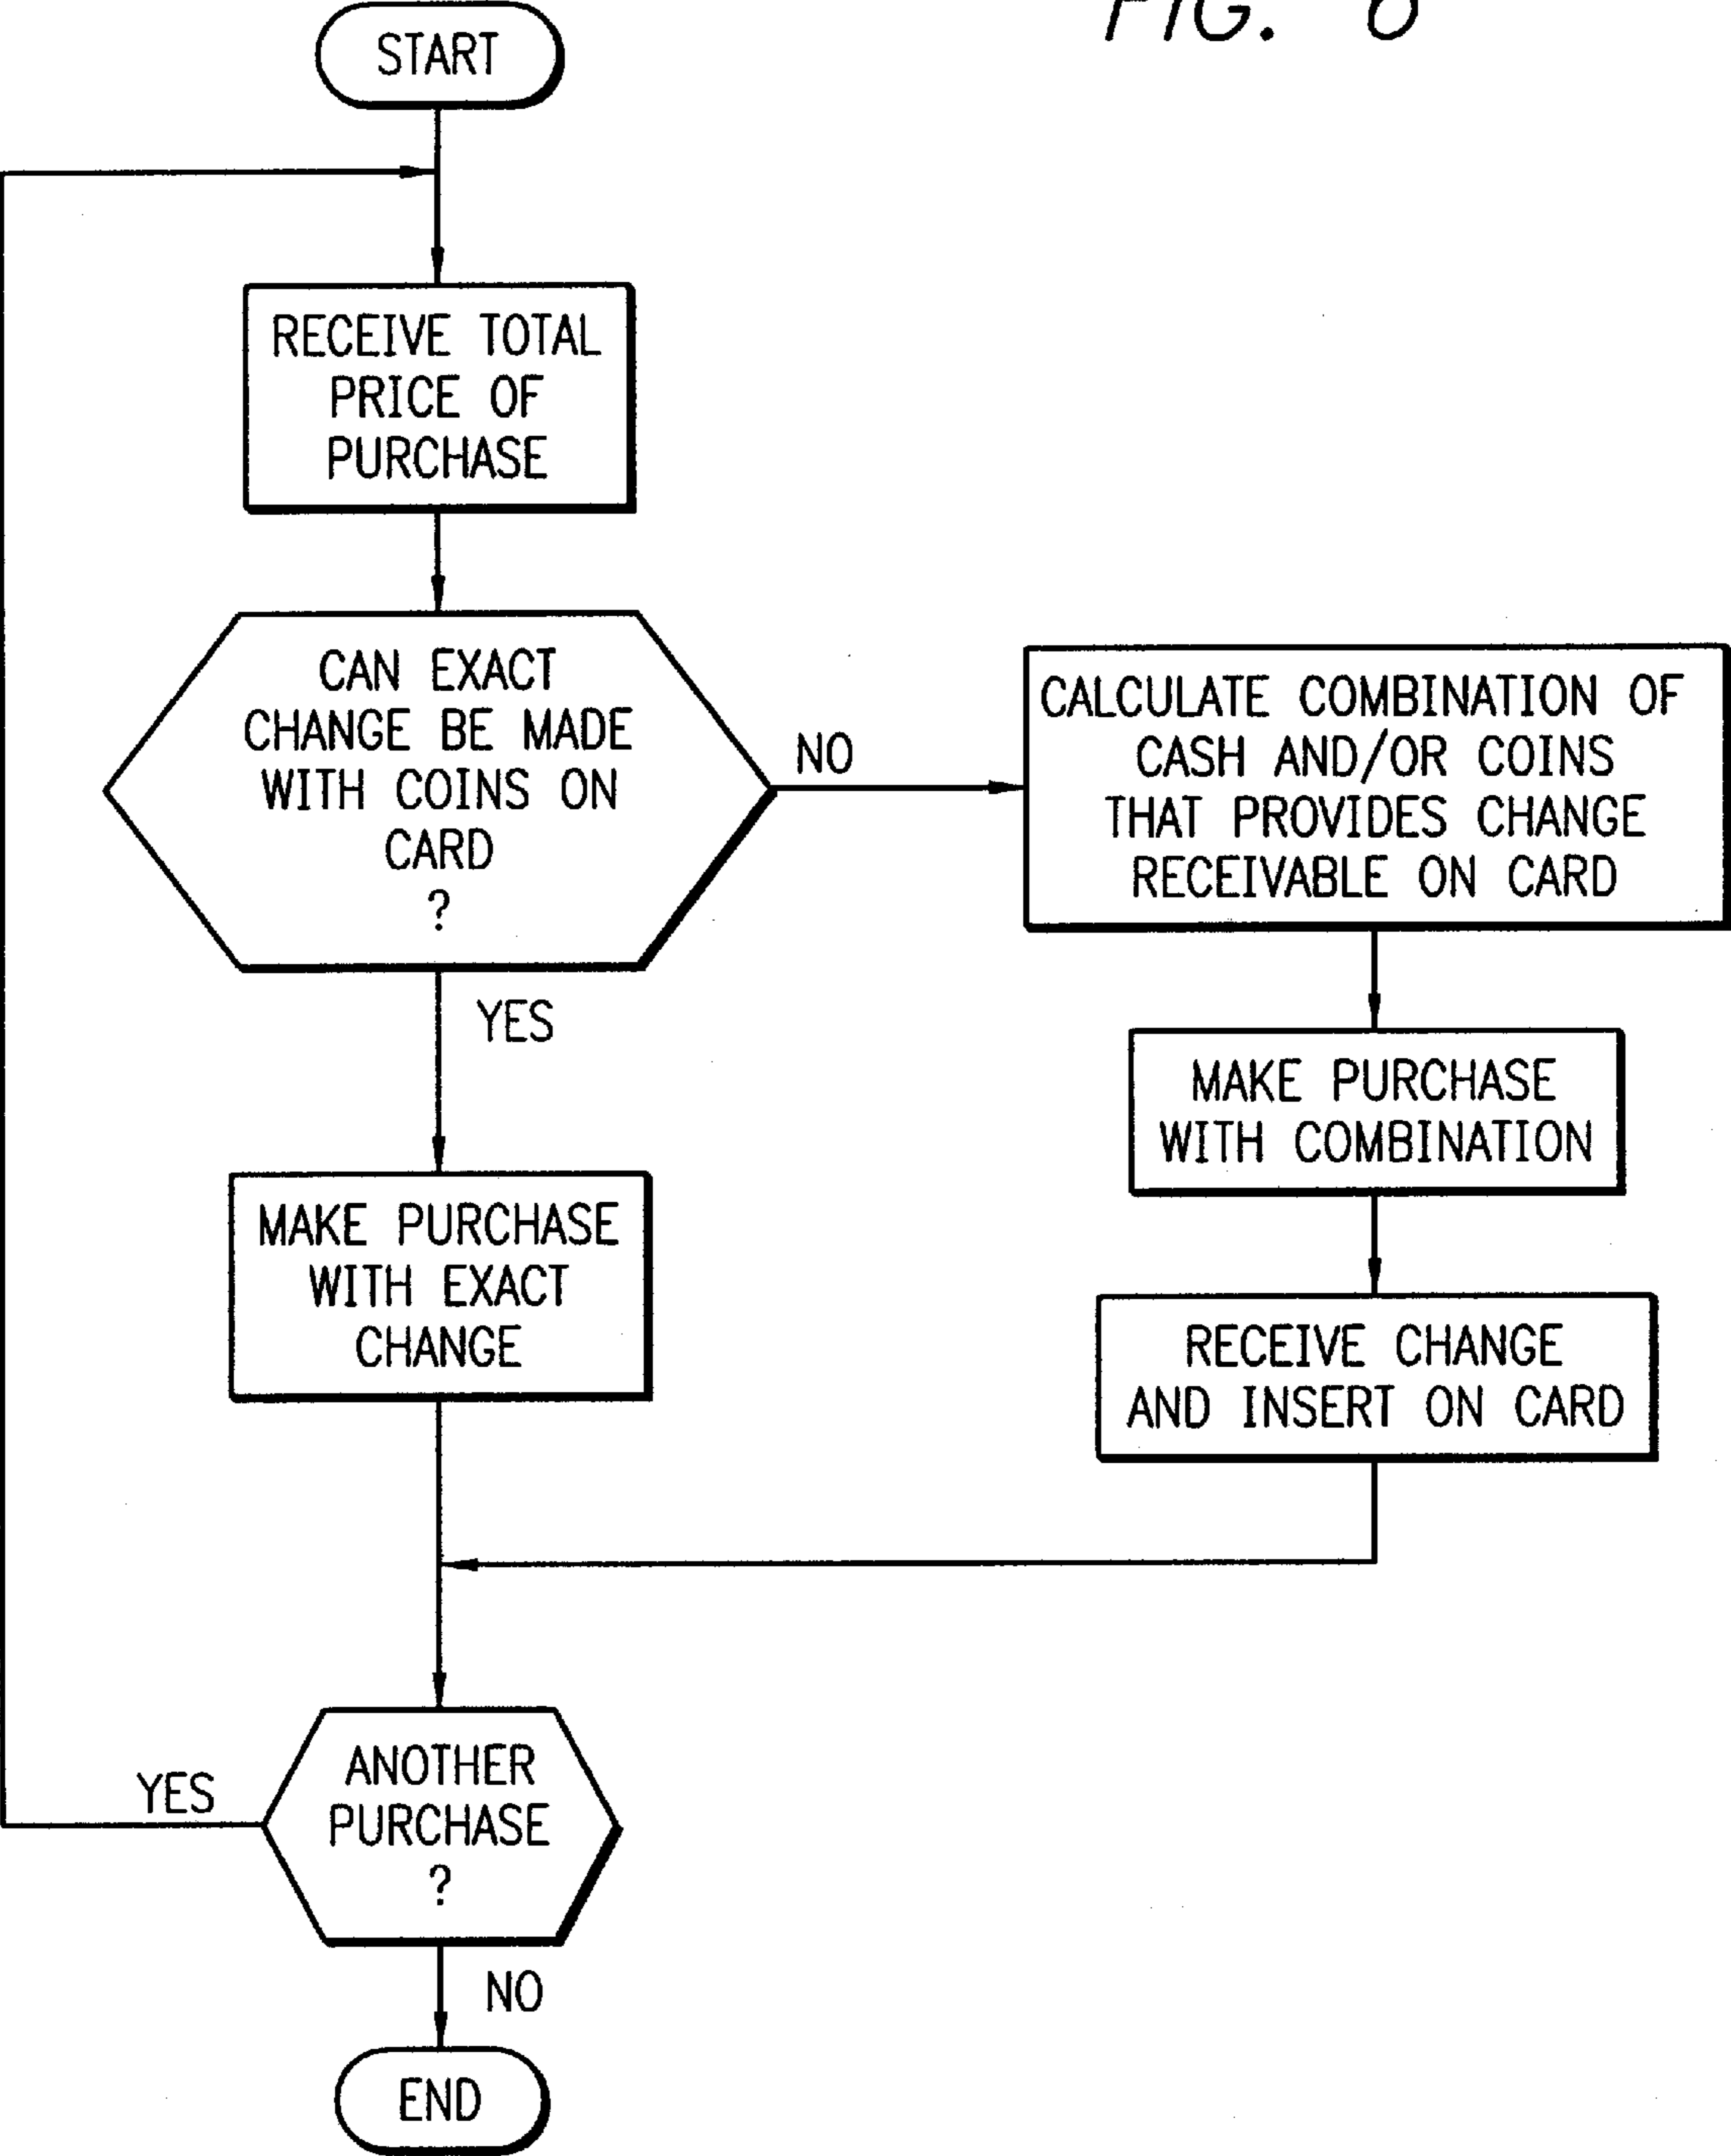 FIG. 6
START
RECEIVE TOTAL
PRICE OF
PURCHASE
CAN EXACT
CHANGE BE MADE
WITH COINS ON
CARD
?
NO
CALCULATE COMBINATION OF
CASH AND/OR COINS
THAT PROVIDES CHANGE
RECEIVABLE ON CARD
YES
MAKE PURCHASE
WITH COMBINATION
MAKE PURCHASE
WITH EXACT
CHANGE
RECEIVE CHANGE
AND INSERT ON CARD
ANOTHER
PURCHASE
?
YES
NO
END